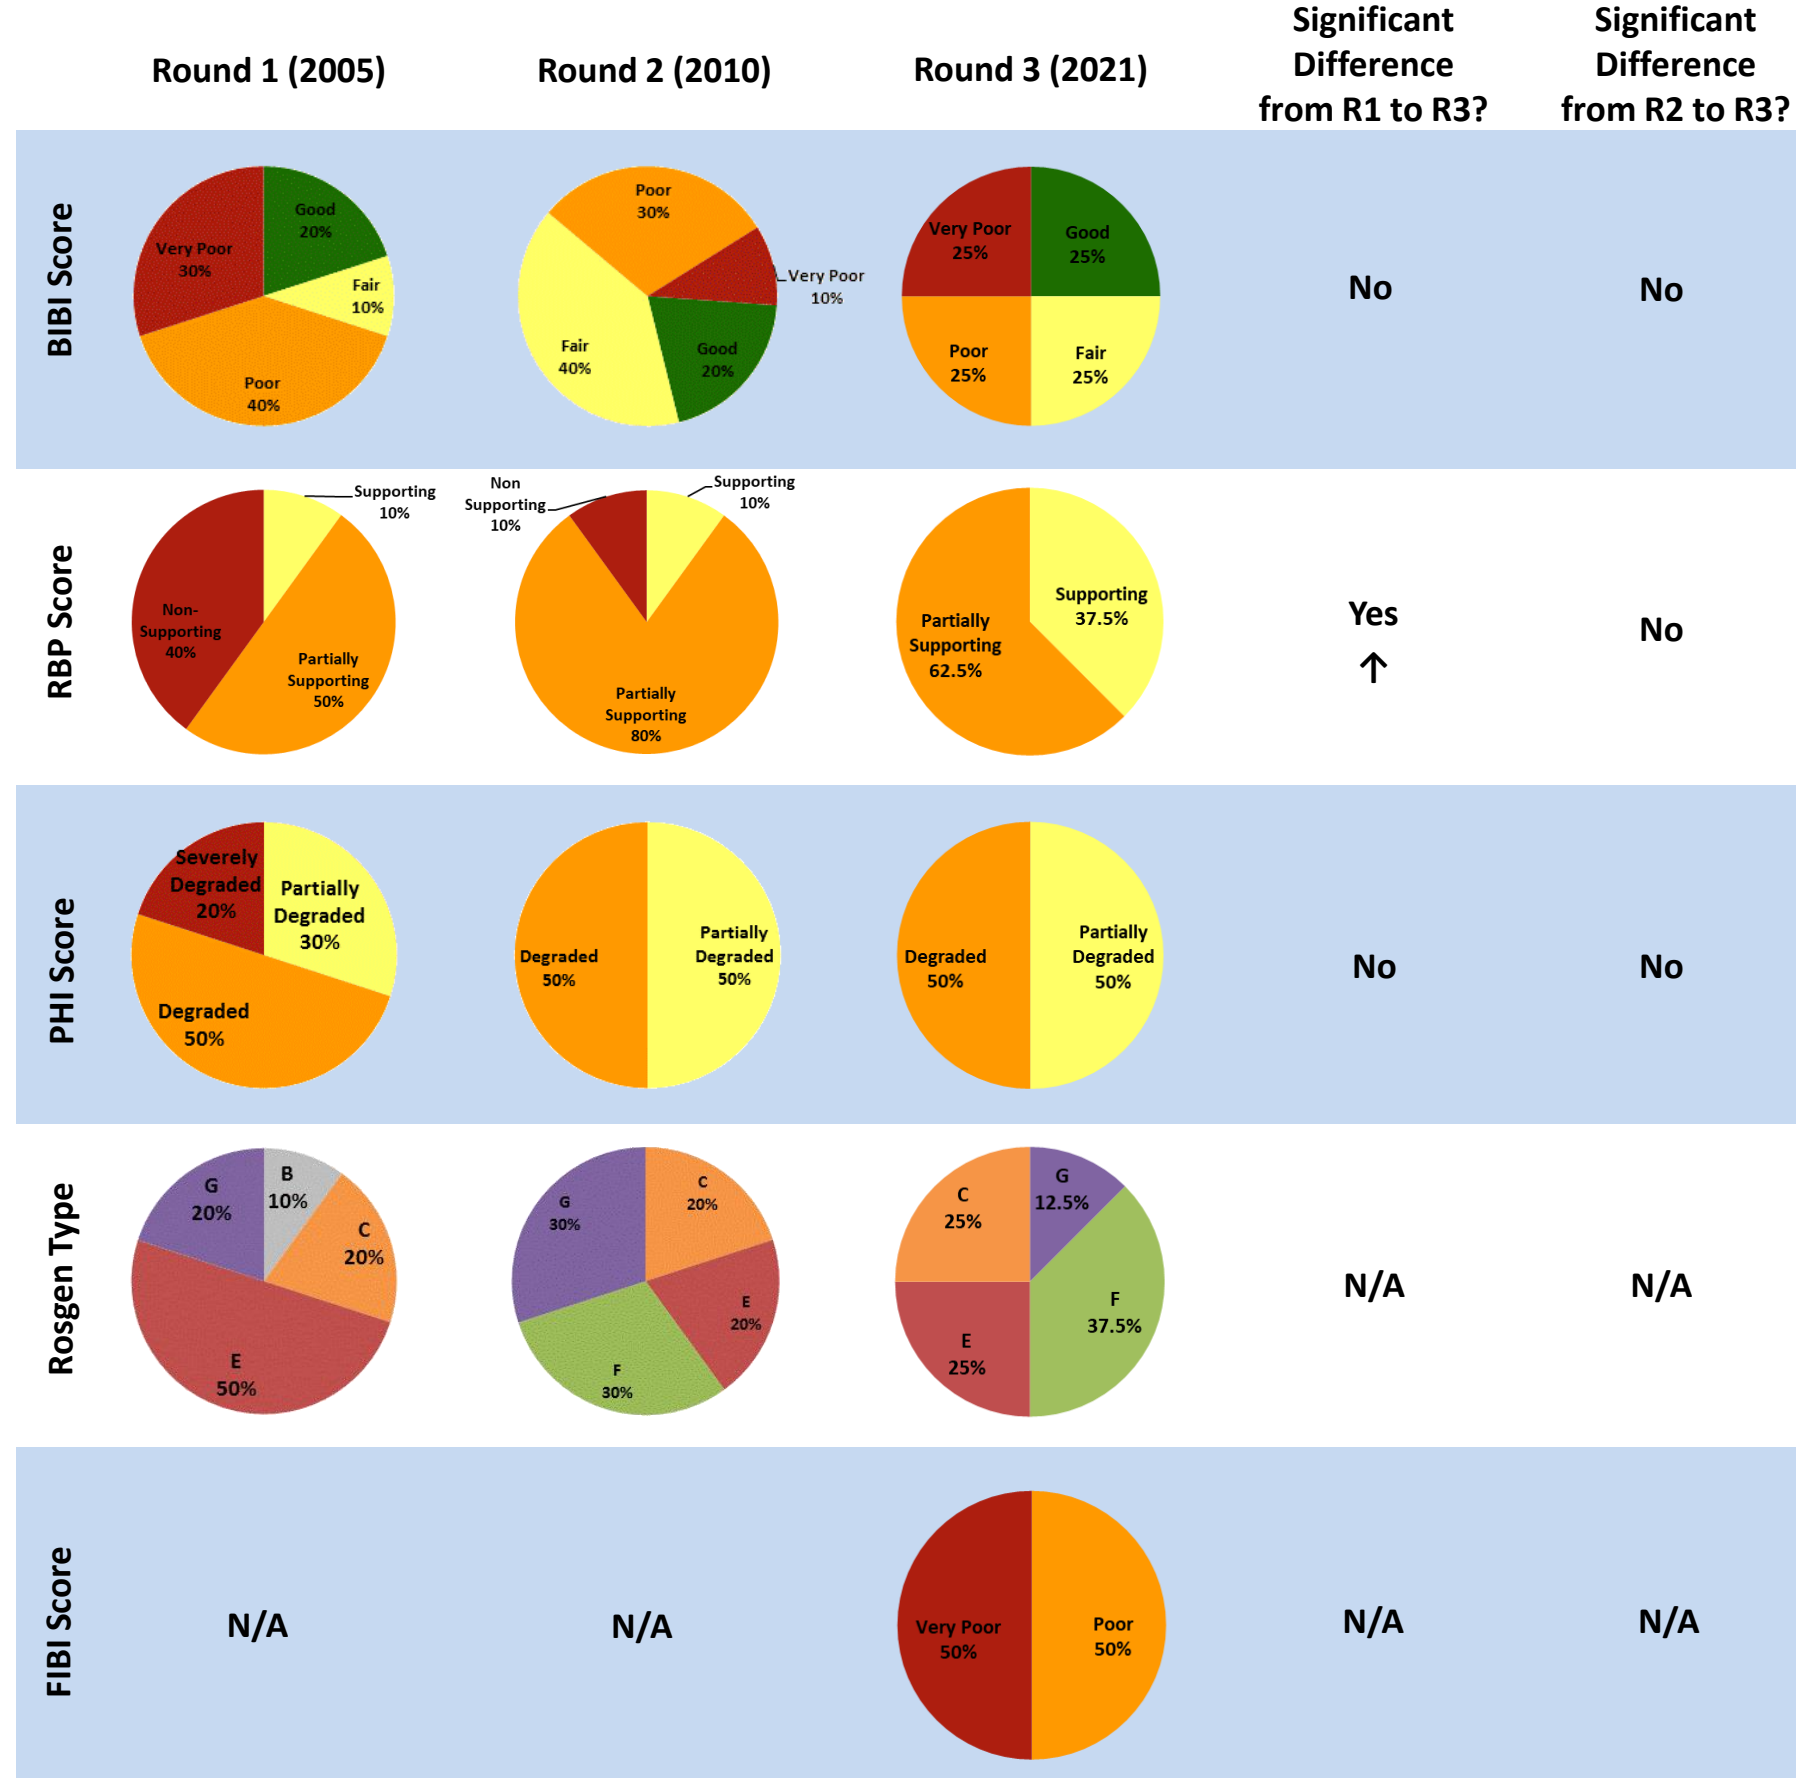 Significant
Difference
from R1 to R3?
Significant
Difference
from R2 to R3?
Round 1 (2005)
Round 2 (2010)
Round 3 (2021)
BIBI Score
Good
20%
Very Poor
30%
Fair
10%
Poor
40%
Poor
30%
Very Poor
10%
Fair
40%
Good
20%
Very Poor
25%
Good
25%
Poor
25%
Fair
25%
No
No
RBP Score
Supporting
10%
Non-
Supporting
40%
Partially
Supporting
50%
Non
Supporting
10%
Supporting
10%
Partially
Supporting
80%
Supporting
37.5%
Partially
Supporting
62.5%
Yes
↑
No
PHI Score
Severely
Degraded
20%
Partially
Degraded
30%
Degraded
50%
Degraded
50%
Partially
Degraded
50%
Degraded
50%
Partially
Degraded
50%
No
No
Rosgen Type
G
20%
B
10%
C
20%
E
50%
G
30%
C
20%
E
20%
F
30%
C
25%
G
12.5%
F
37.5%
E
25%
N/A
N/A
FIBI Score
N/A
N/A
Very Poor
50%
Poor
50%
N/A
N/A